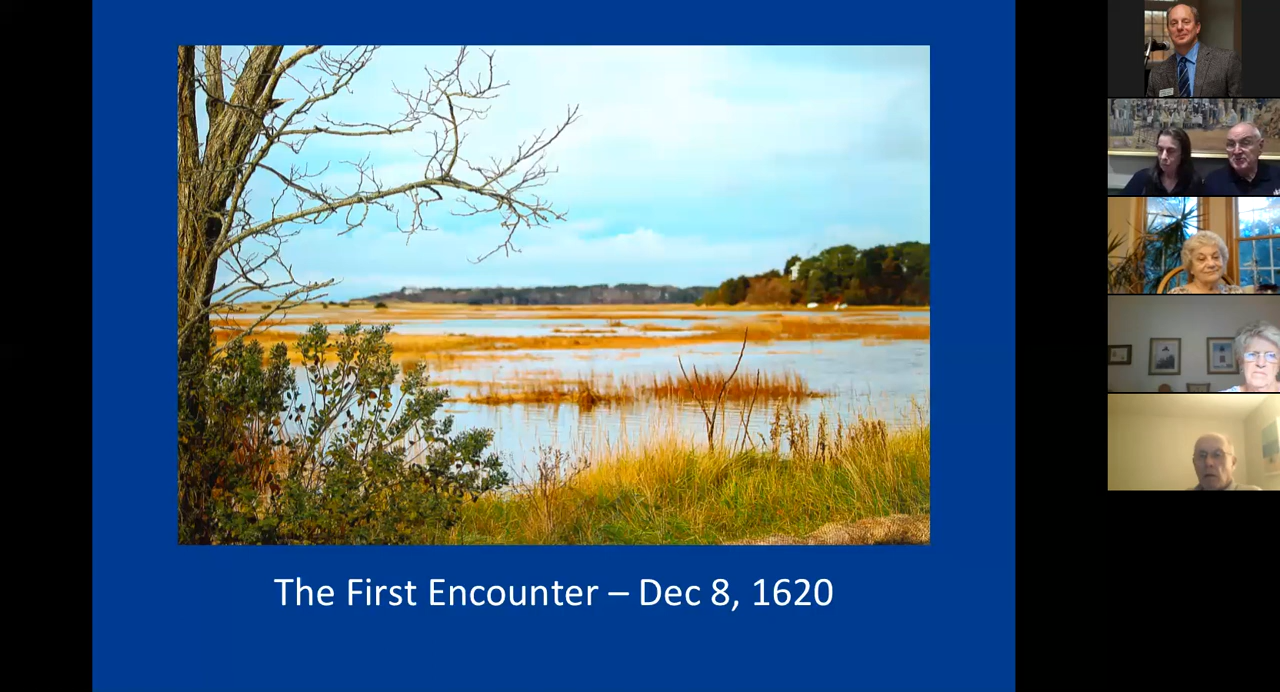 The First Encounter – Dec 8, 1620